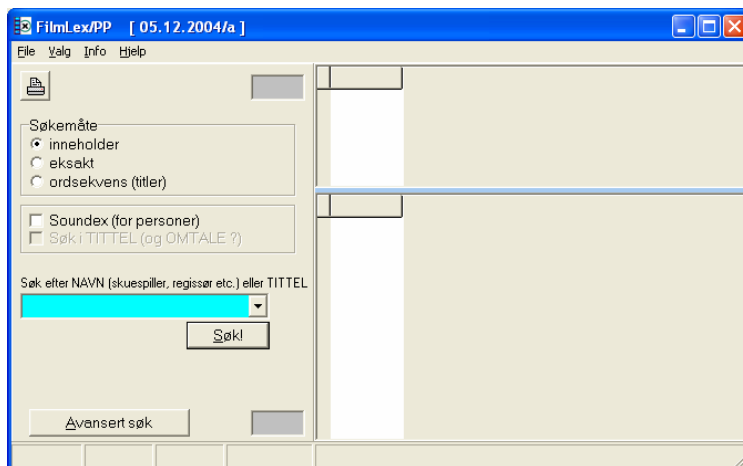 FilmLex/PP [ 05.12.2004/a ]
File Valg Info Hjelp
Søkemåte
inneholder
eksakt
ordsekvens (titler)
Soundex (for personer)
Søk i TITTEL (og OMTALE ?)
Søk efter NAVN (skuespiller, regissør etc.) eller TITTEL
Søk!
Avansert søk